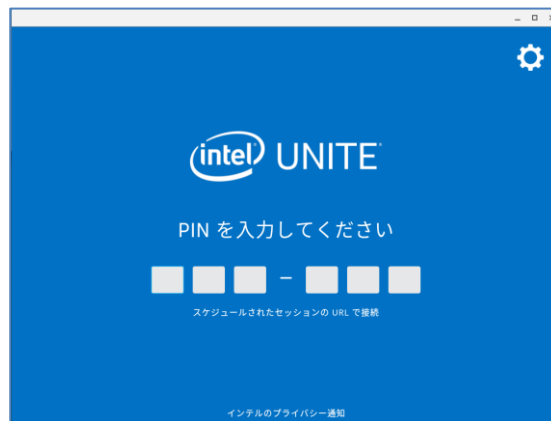 intel UNITE
PIN を入力してください
–
スケジュールされたセッションの URL で接続
インテルのプライバシー通知